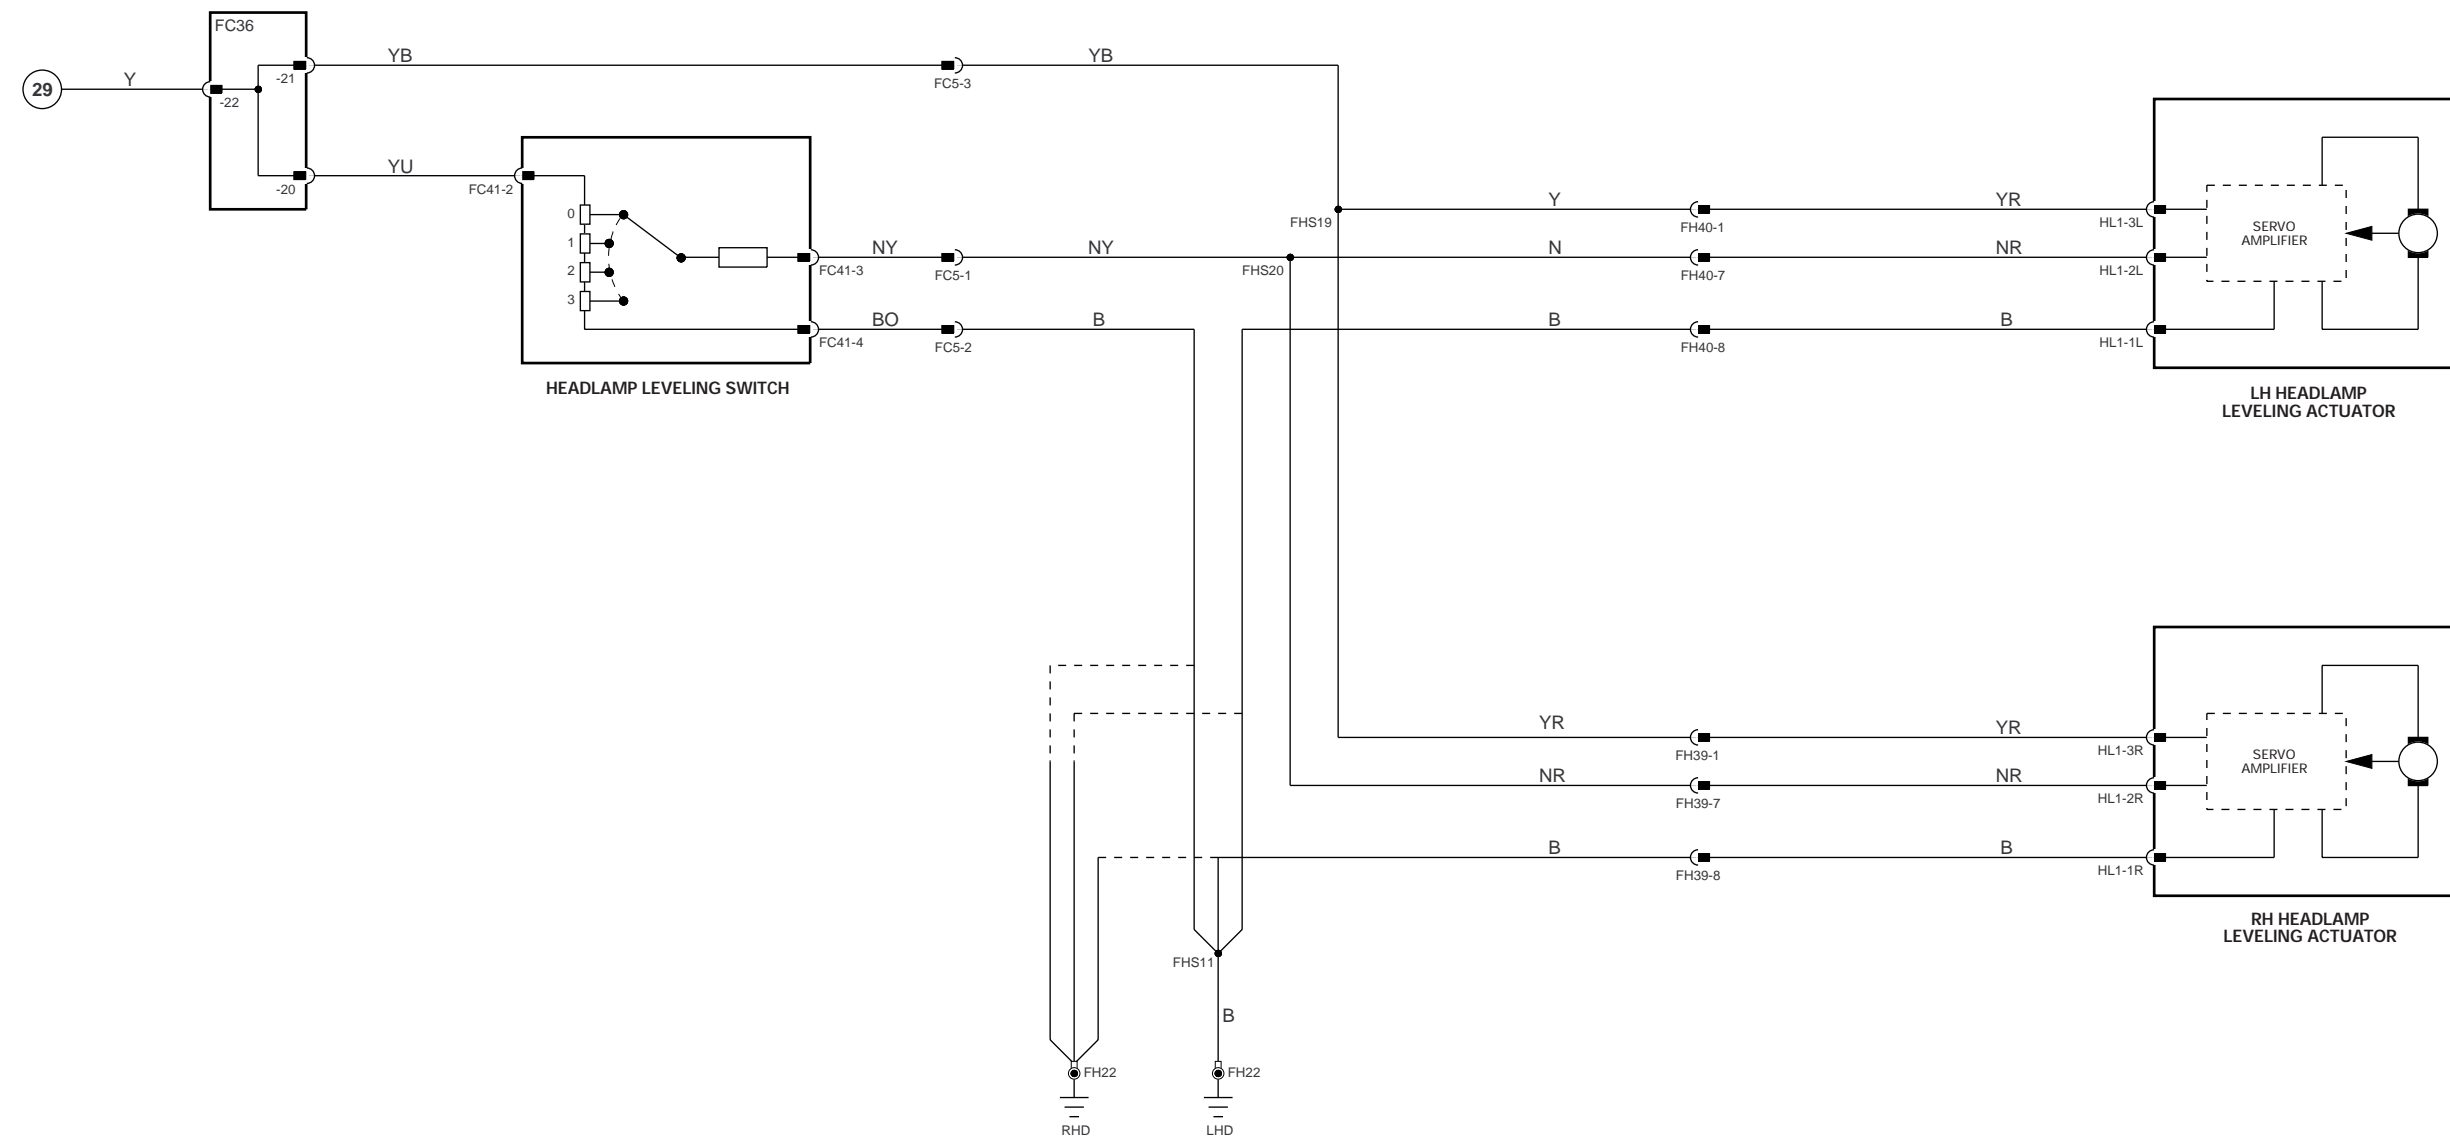 FC36
YB
YB
-21
FC5-3
29
Y
-22
YU
-20
FC41-2
0
1
2
3
NY
NY
FC41-3
FC5-1
FHS20
BO
B
FC41-4
FC5-2
HEADLAMP LEVELING SWITCH
FHS19
Y
YR
FH40-1
HL1-3L
N
NR
FH40-7
HL1-2L
B
B
FH40-8
HL1-1L
SERVO
AMPLIFIER
LH HEADLAMP
LEVELING ACTUATOR
YR
YR
FH39-1
HL1-3R
NR
NR
FH39-7
HL1-2R
B
B
FH39-8
HL1-1R
SERVO
AMPLIFIER
RH HEADLAMP
LEVELING ACTUATOR
FHS11
B
FH22
FH22
RHD
LHD